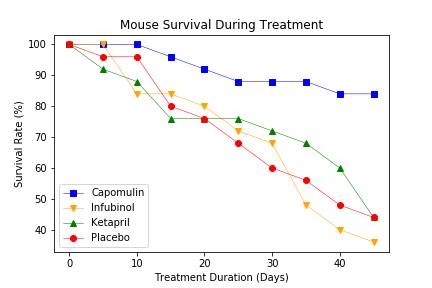 Mouse Survival During Treatment
Survival Rate (%)
100
90
80
70
60
50
40
Capomulin
Infubinol
Ketapril
Placebo
0
10
20
30
40
Treatment Duration (Days)